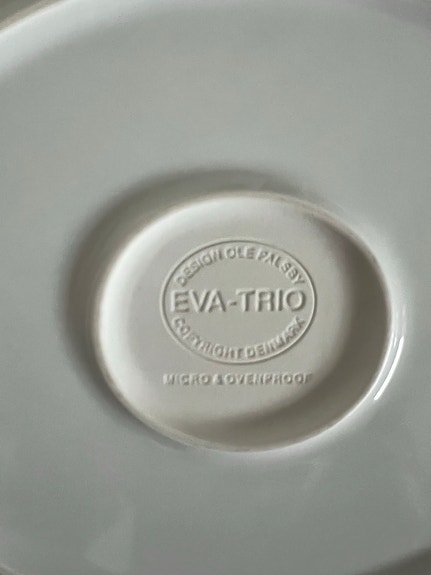 DESIGN OLE PALSBY
EVA-TRIO
COPYRIGHT DENMARK
MICRO & OVENPROOF